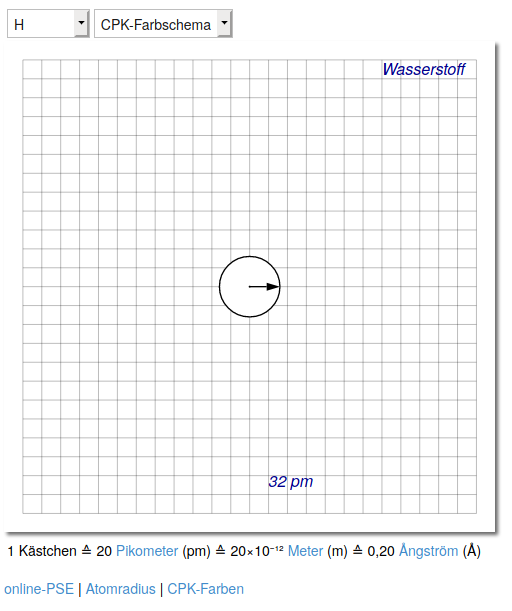 H CPK-Farbschema
Wasserstoff
32 pm
1 Kästchen ≙ 20 Pikometer (pm) ≙ 20×10⁻¹² Meter (m) ≙ 0,20 Ångström (Å)
online-PSE | Atomradius | CPK-Farben